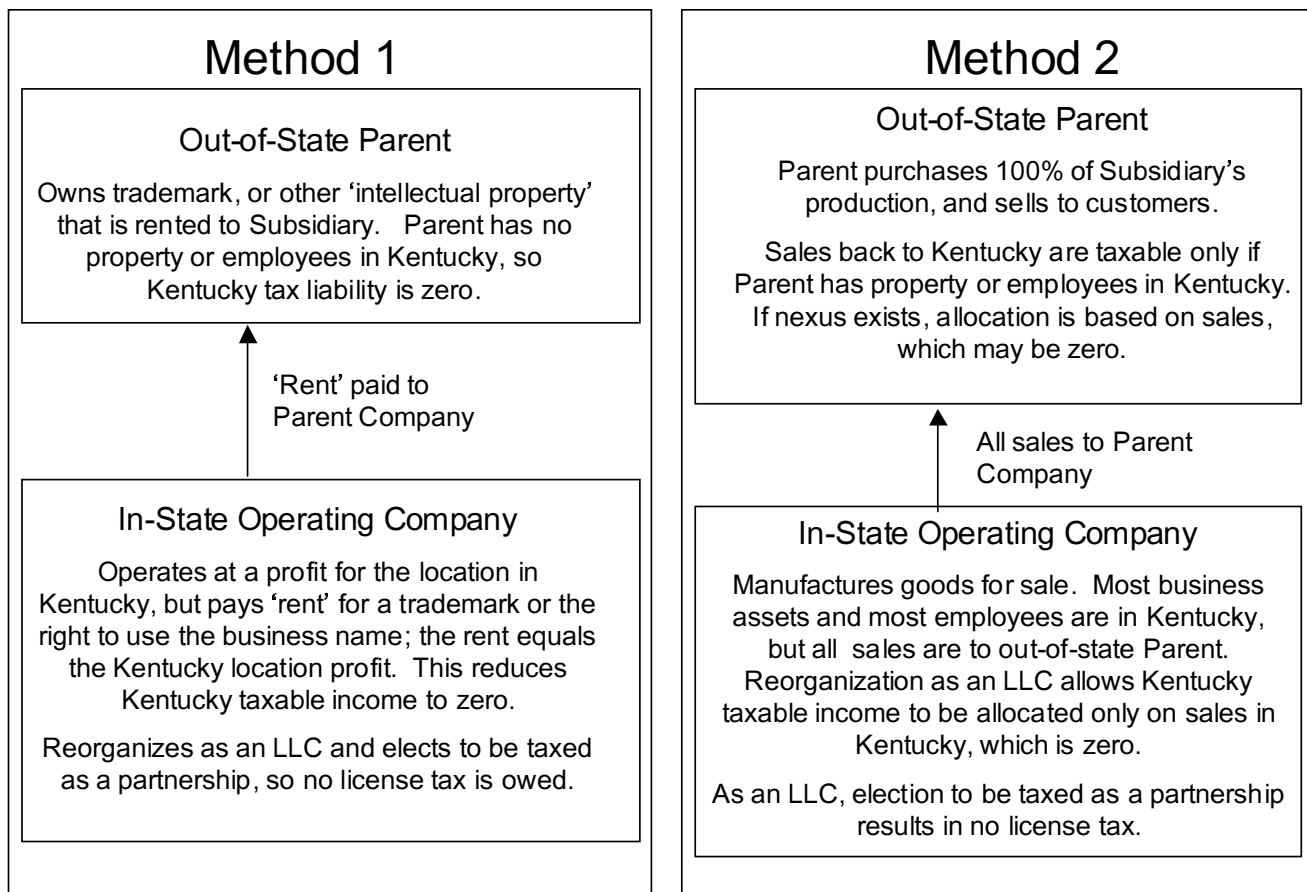 Method 1
Out-of-State Parent
Owns trademark, or other ‘intellectual property’
that is rented to Subsidiary.   Parent has no
property or employees in Kentucky, so
Kentucky tax liability is zero.
‘Rent’ paid to
Parent Company
In-State Operating Company
Operates at a profit for the location in
Kentucky, but pays ‘rent’ for a trademark or the
right to use the business name; the rent equals
the Kentucky location profit.  This reduces
Kentucky taxable income to zero.
Reorganizes as an LLC and elects to be taxed
as a partnership, so no license tax is owed.
Method 2
Out-of-State Parent
Parent purchases 100% of Subsidiary’s
production, and sells to customers.
Sales back to Kentucky are taxable only if
Parent has property or employees in Kentucky.
If nexus exists, allocation is based on sales,
which may be zero.
All sales to Parent
Company
In-State Operating Company
Manufactures goods for sale.  Most business
assets and most employees are in Kentucky,
but all  sales are to out-of-state Parent.
Reorganization as an LLC allows Kentucky
taxable income to be allocated only on sales in
Kentucky, which is zero.
As an LLC, election to be taxed as a partnership
results in no license tax.